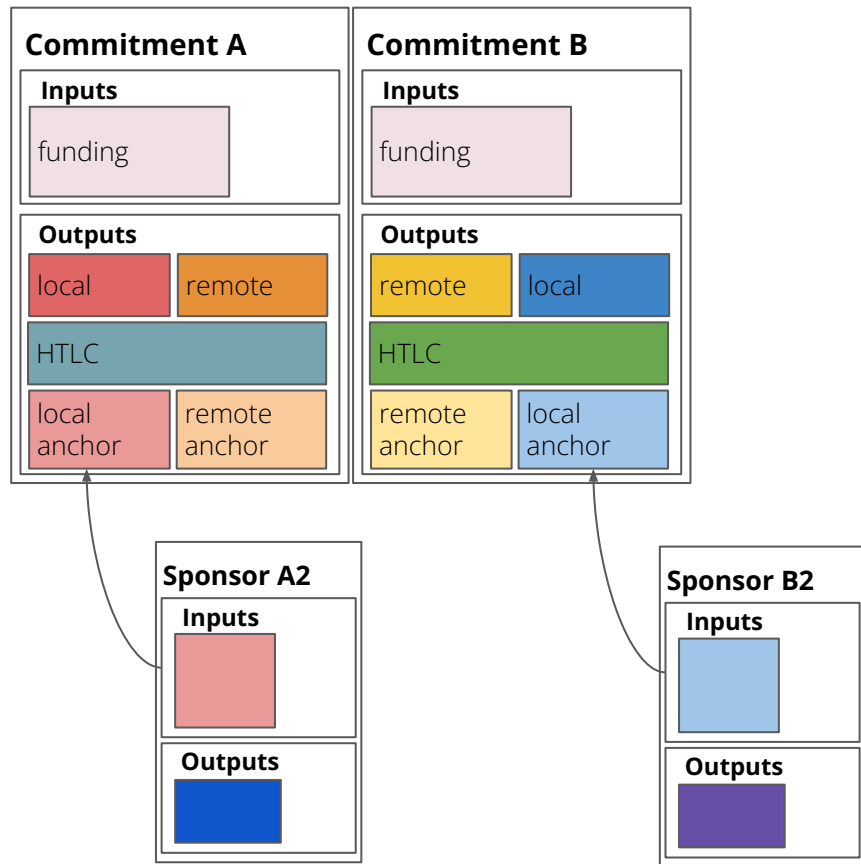 Commitment A
Inputs
funding
Outputs
local
remote
HTLC
local
anchor
remote
anchor
Commitment B
Inputs
funding
Outputs
remote
local
HTLC
remote
anchor
local
anchor
Sponsor A2
Inputs
Outputs
Sponsor B2
Inputs
Outputs